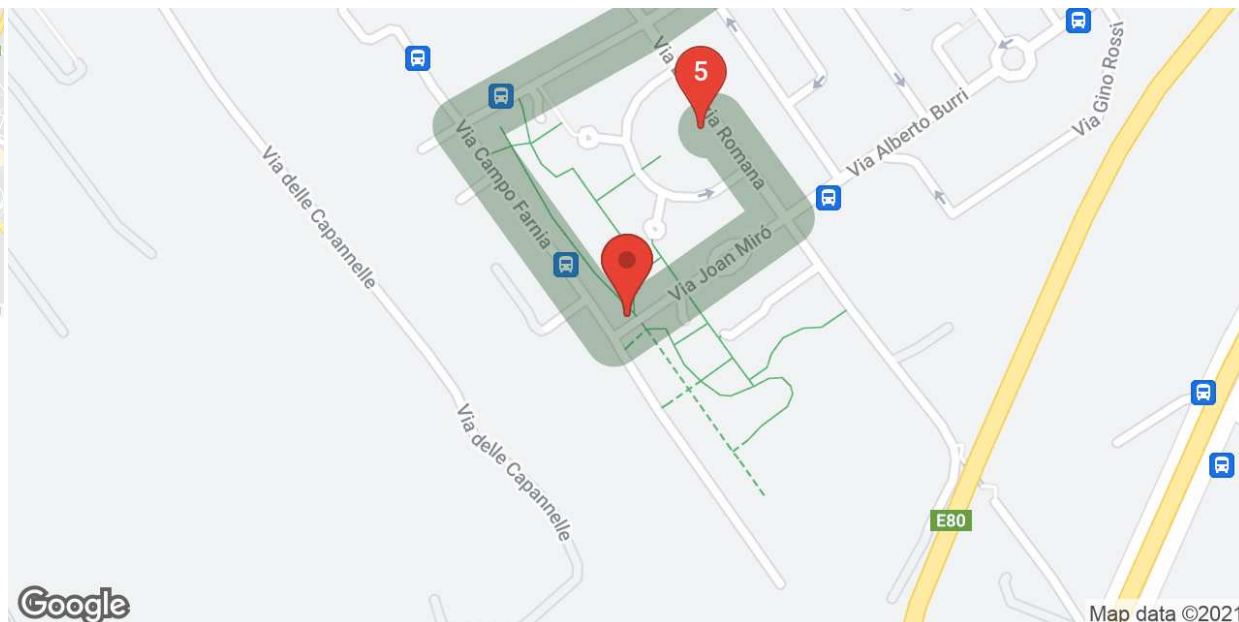 Via
5
Via Romana
Via Alberto Burri
Via Gino Rossi
Via Campo Farnia
Via delle Capannelle
Via Joan Miró
Via delle Capannelle
E80
Google
Map data ©2021